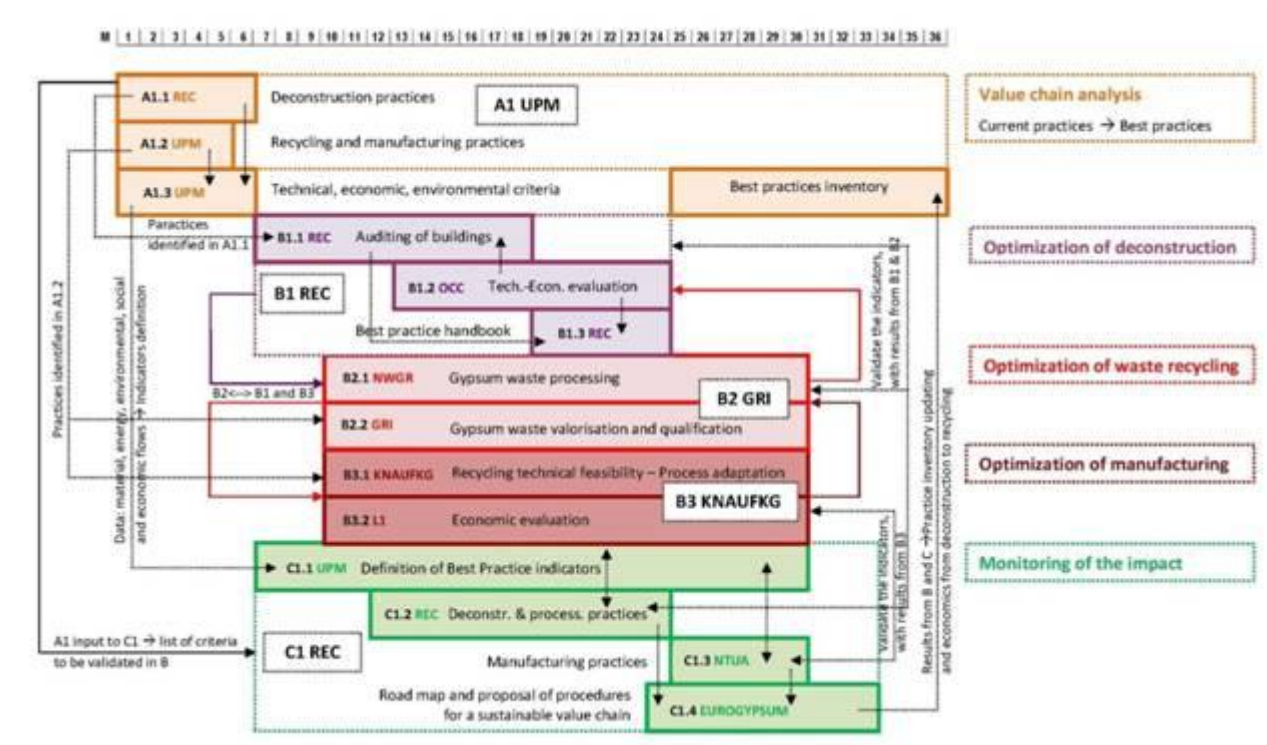 M 1 2 3 4 5 6 7 8 9 10 11 12 13 14 15 16 17 18 19 20 21 22 23 24 25 26 27 28 29 30 31 32 33 34 35 36
A1.1 REC Deconstruction practices
A1 UPM
Value chain analysis
Current practices → Best practices
A1.2 UPM Recycling and manufacturing practices
A1.3 UPM Technical, economic, environmental criteria
Best practices inventory
Paractices
identified in A1.1
B1.1 REC Auditing of buildings
Optimization of deconstruction
B1 REC
B1.2 OCC Tech.-Econ. evaluation
Best practice handbook B1.3 REC
Validate the indicators,
with results from B1 & B2
Practices identified in A1.2
Data: material, energy, environmental, social
and economic flows → Indicators definition
B2<--> B1 and B3
B2.1 NWGR Gypsum waste processing
B2 GRI
Optimization of waste recycling
B2.2 GRI Gypsum waste valorisation and qualification
B3.1 KNAUFKG Recycling technical feasibility – Process adaptation
B3 KNAUFKG
Optimization of manufacturing
B3.2 L1 Economic evaluation
Validate the indicators,
with results from B3
Results from B and C → Practice inventory updating
and economics from deconstruction to recycling
C1.1 UPM Definition of Best Practice indicators
Monitoring of the impact
C1.2 REC Deconstr. & process. practices
A1 input to C1 → list of criteria
to be validated in B
C1 REC
Manufacturing practices C1.3 NTUA
Road map and proposal of procedures
for a sustainable value chain
C1.4 EUROGYPSUM